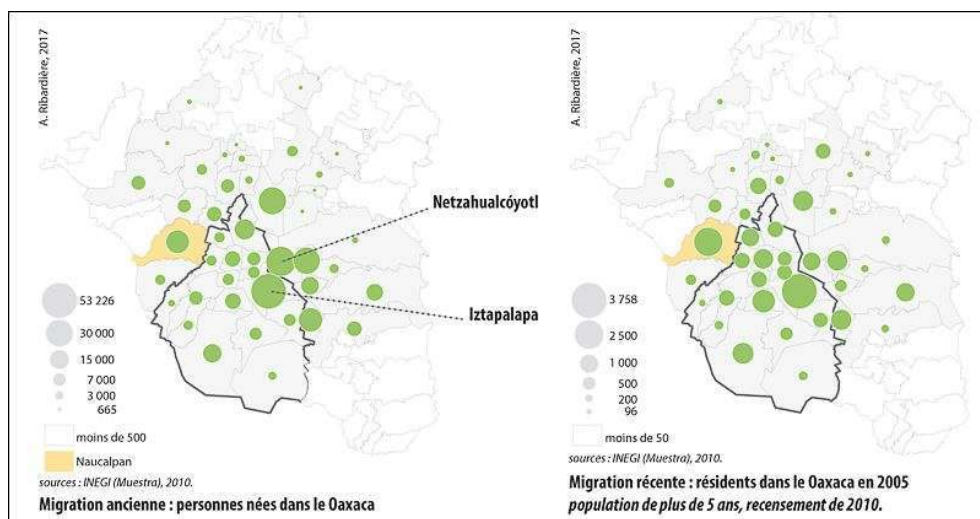 A. Ribardière, 2017
Netzahualcóyotl
Iztapalapa
53 226
30 000
15 000
7 000
3 000
665
moins de 500
Naucalpan
sources : INEGI (Muestra), 2010.
Migration ancienne : personnes nées dans le Oaxaca
A. Ribardière, 2017
3 758
2 500
1 000
500
200
96
moins de 50
sources : INEGI (Muestra), 2010.
Migration récente : résidents dans le Oaxaca en 2005
population de plus de 5 ans, recensement de 2010.